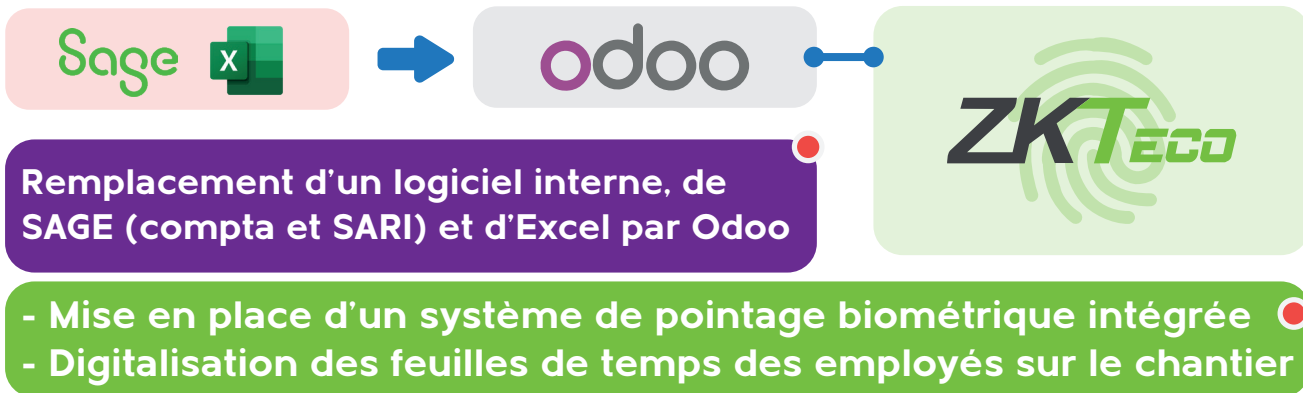 Sage
X
odoo
ZKTECO
Remplacement d'un logiciel interne, de
SAGE (compta et SARI) et d'Excel par Odoo
- Mise en place d'un système de pointage biométrique intégrée
- Digitalisation des feuilles de temps des employés sur le chantier